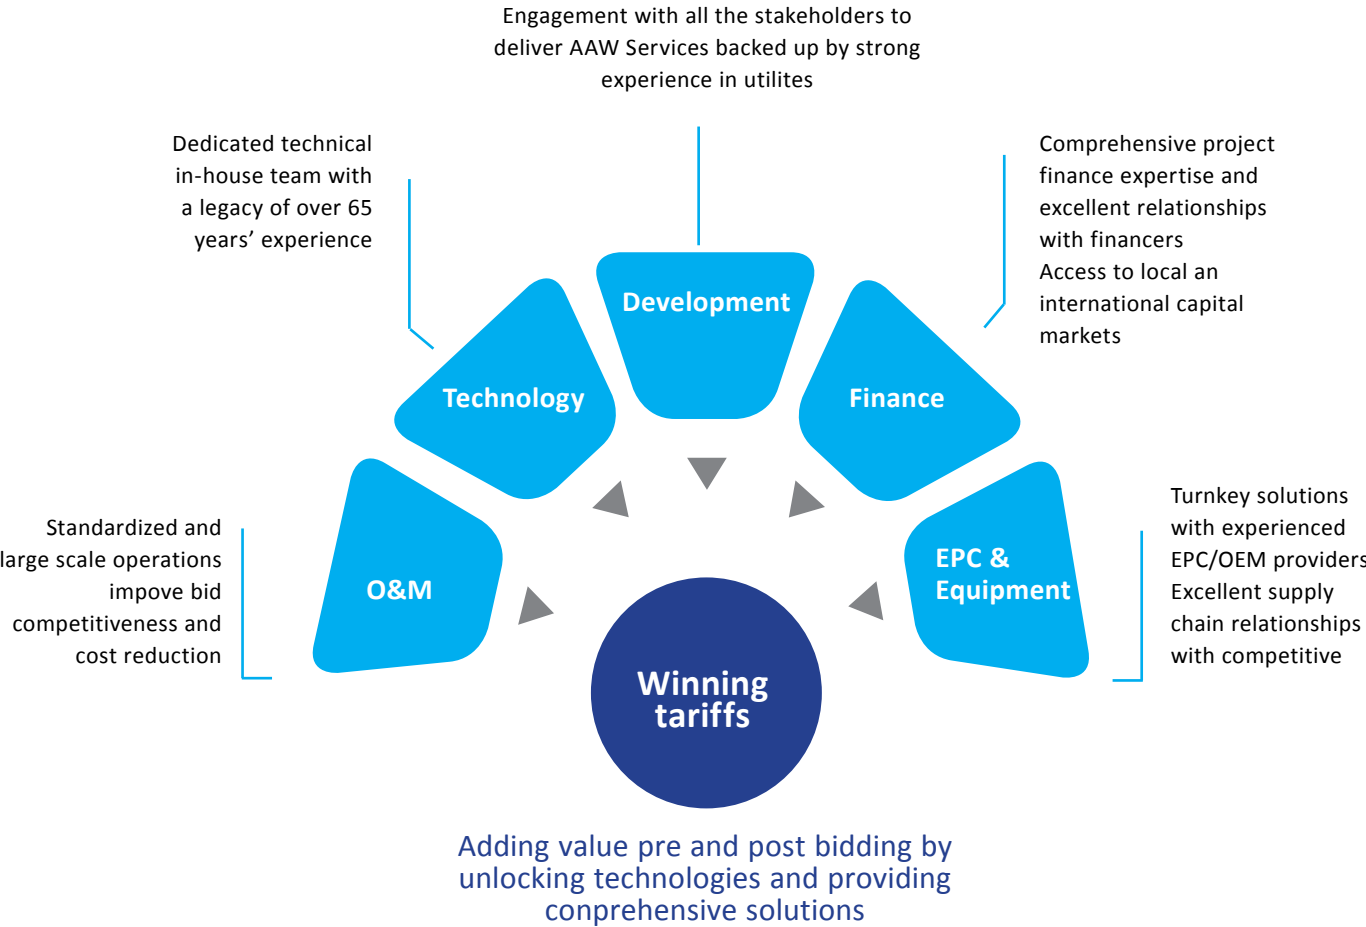 Engagement with all the stakeholders to
deliver AAW Services backed up by strong
experience in utilites
Dedicated technical
in-house team with
a legacy of over 65
years’ experience
Comprehensive project
finance expertise and
excellent relationships
with financers
Access to local an
international capital
markets
Development
Technology
Finance
Standardized and
large scale operations
impove bid
competitiveness and
cost reduction
O&M
EPC &
Equipment
Turnkey solutions
with experienced
EPC/OEM providers
Excellent supply
chain relationships
with competitive
Winning
tariffs
Adding value pre and post bidding by
unlocking technologies and providing
conprehensive solutions